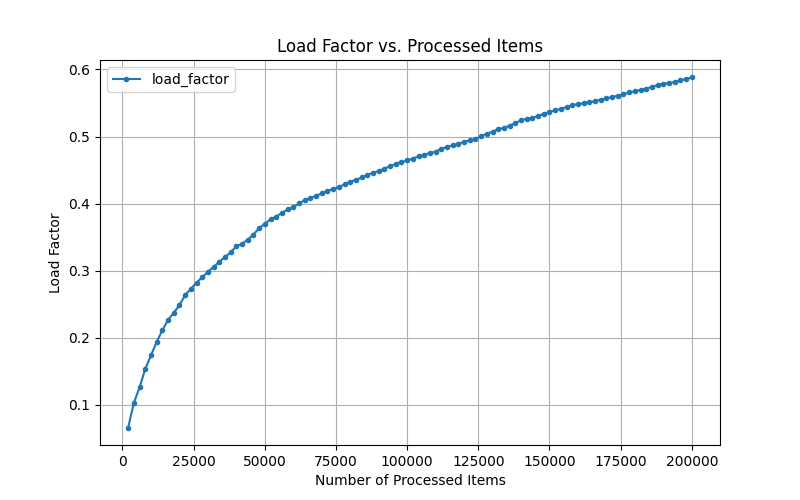 Load Factor vs. Processed Items
load_factor
0.6
0.5
0.4
0.3
0.2
0.1
Load Factor
0 25000 50000 75000 100000 125000 150000 175000 200000
Number of Processed Items